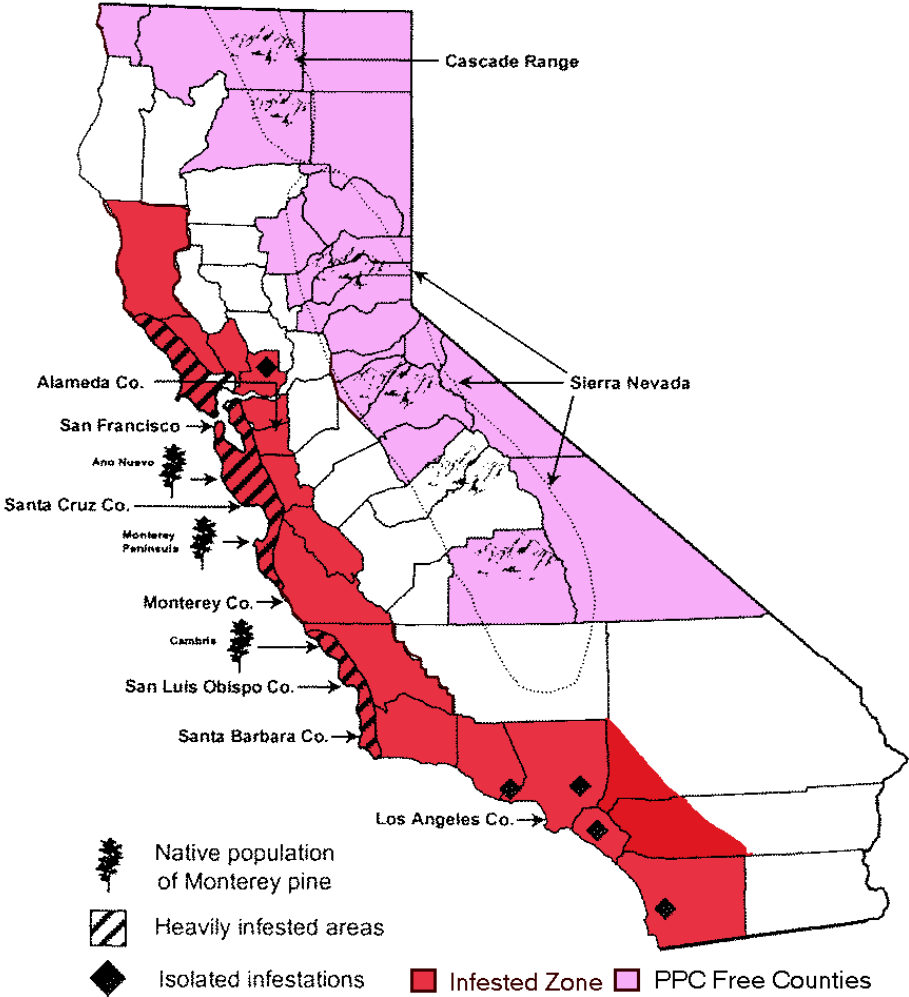 Cascade Range
Alameda Co.
Sierra Nevada
San Francisco
Ano Nuevo
Santa Cruz Co.
Monterey
Peninsula
Monterey Co.
Cambria
San Luis Obispo Co.
Santa Barbara Co.
Los Angeles Co.
Native population
of Monterey pine
Heavily infested areas
Isolated infestations
Infested Zone
PPC Free Counties